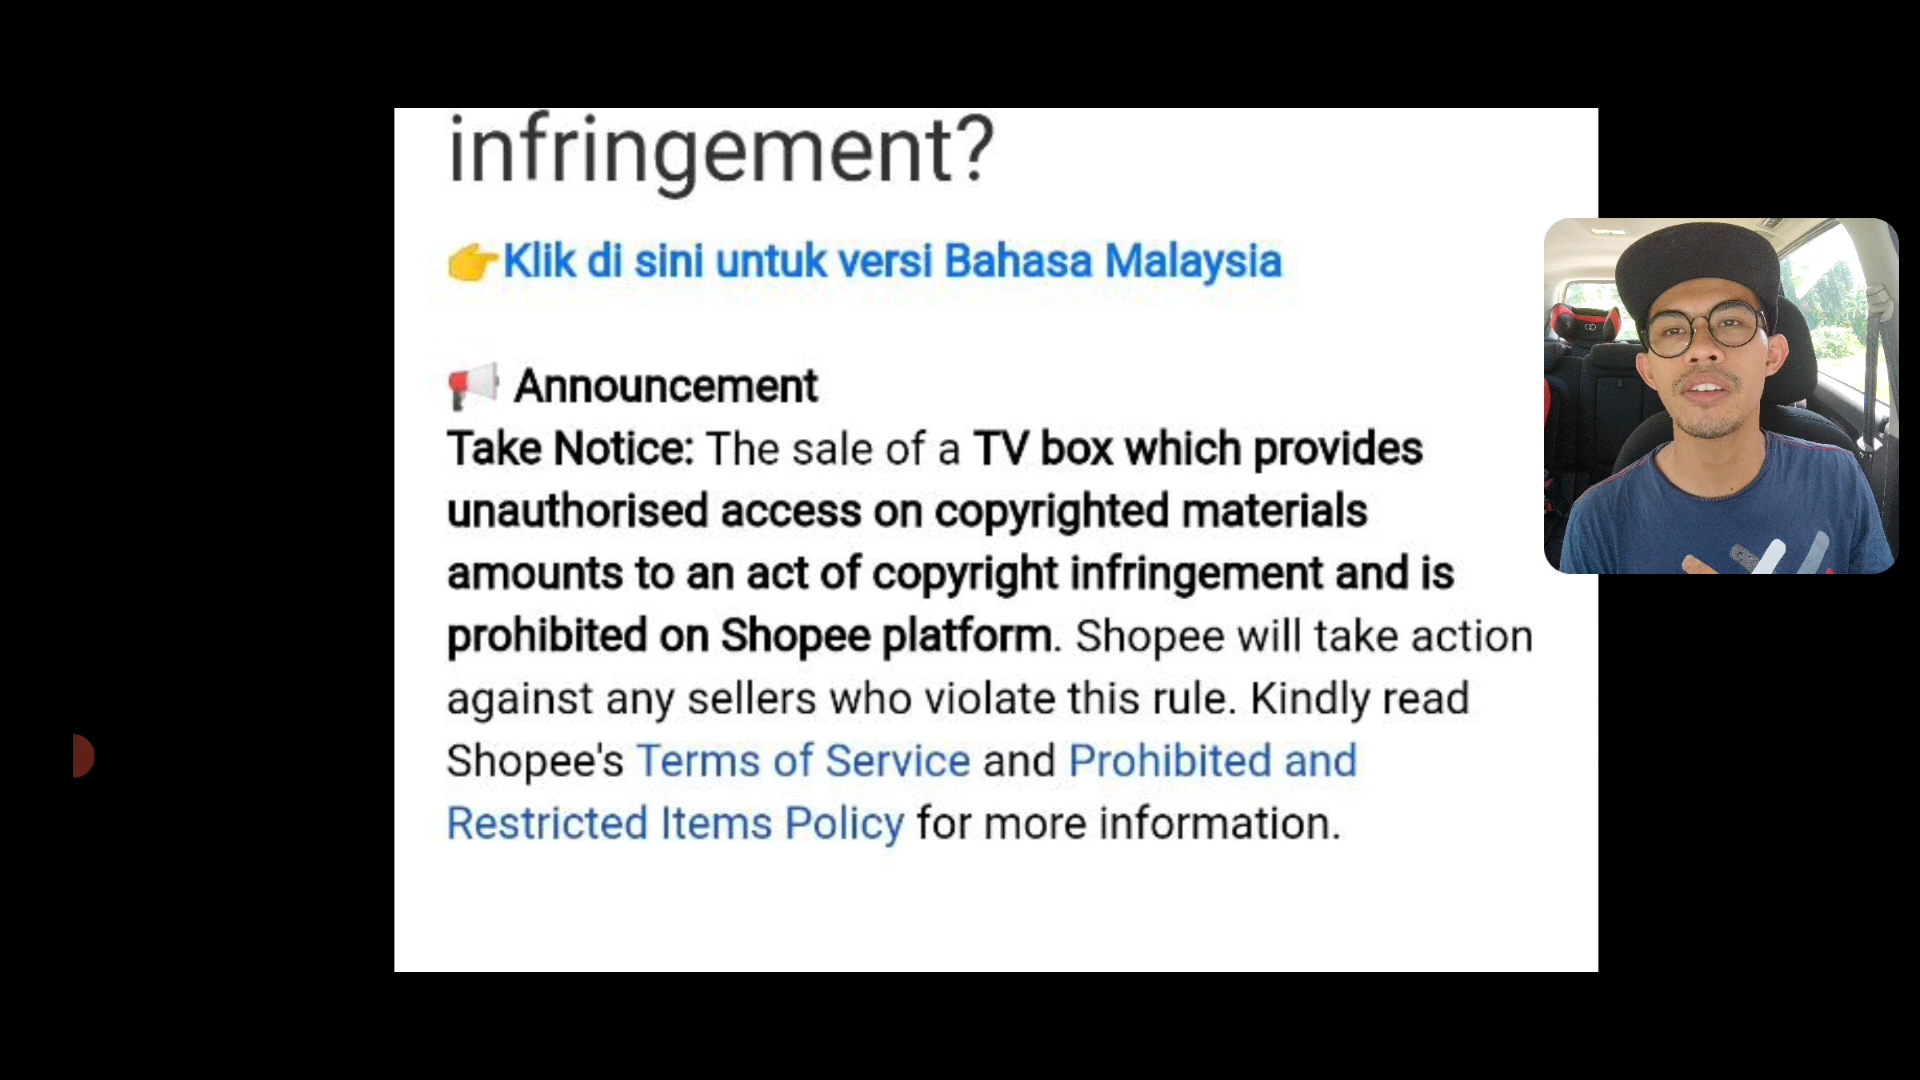 infringement?
👉Klik di sini untuk versi Bahasa Malaysia
📢 Announcement
Take Notice: The sale of a TV box which provides
unauthorised access on copyrighted materials
amounts to an act of copyright infringement and is
prohibited on Shopee platform. Shopee will take action
against any sellers who violate this rule. Kindly read
Shopee's Terms of Service and Prohibited and
Restricted Items Policy for more information.